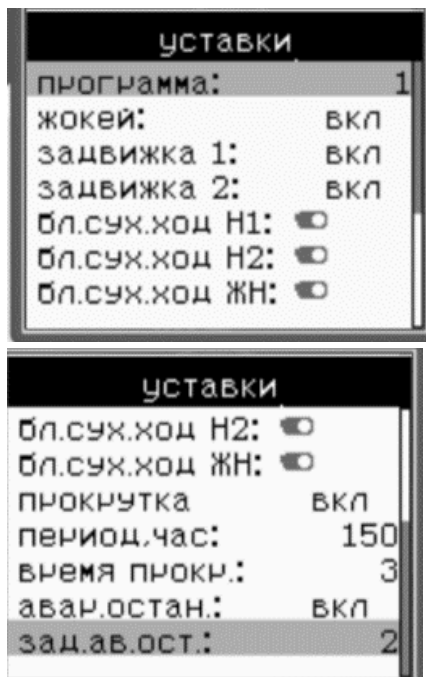 уставки
программа: 1
жокей: вкл
задвижка 1: вкл
задвижка 2: вкл
бл.сух.ход Н1:
бл.сух.ход Н2:
бл.сух.ход ЖН:
уставки
бл.сух.ход Н2:
бл.сух.ход ЖН:
прокрутка вкл
период,час: 150
время прокр.: 3
авар.остан.: вкл
зад.ав.ост.: 2